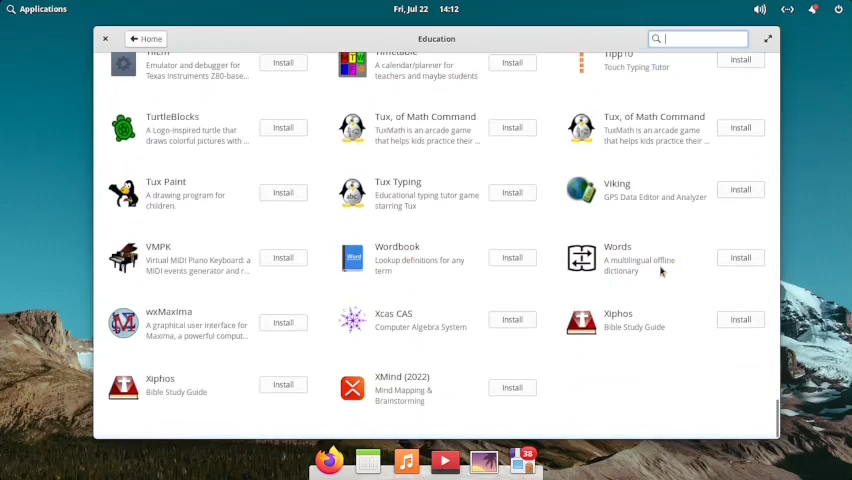 Applications
Fri, Jul 22 14:12
Home
Education
Emulator and debugger for
Texas Instruments Z80-base...
Install
A calendar/planner for
teachers and maybe students
Install
Tipp10
Touch Typing Tutor
Install
TurtleBlocks
A Logo-inspired turtle that
draws colorful pictures with ...
Install
Tux, of Math Command
TuxMath is an arcade game
that helps kids practice their ...
Install
Tux, of Math Command
TuxMath is an arcade game
that helps kids practice their ...
Install
Tux Paint
A drawing program for
children.
Install
Tux Typing
Educational typing tutor game
starring Tux
Install
Viking
GPS Data Editor and Analyzer
Install
VMPK
Virtual MIDI Piano Keyboard: a
MIDI events generator and r...
Install
Wordbook
Lookup definitions for any
term
Install
Words
A multilingual offline
dictionary
Install
wxMaxima
A graphical user interface for
Maxima, a powerful comput...
Install
Xcas CAS
Computer Algebra System
Install
Xiphos
Bible Study Guide
Install
Xiphos
Bible Study Guide
Install
XMind (2022)
Mind Mapping &
Brainstorming
Install
38